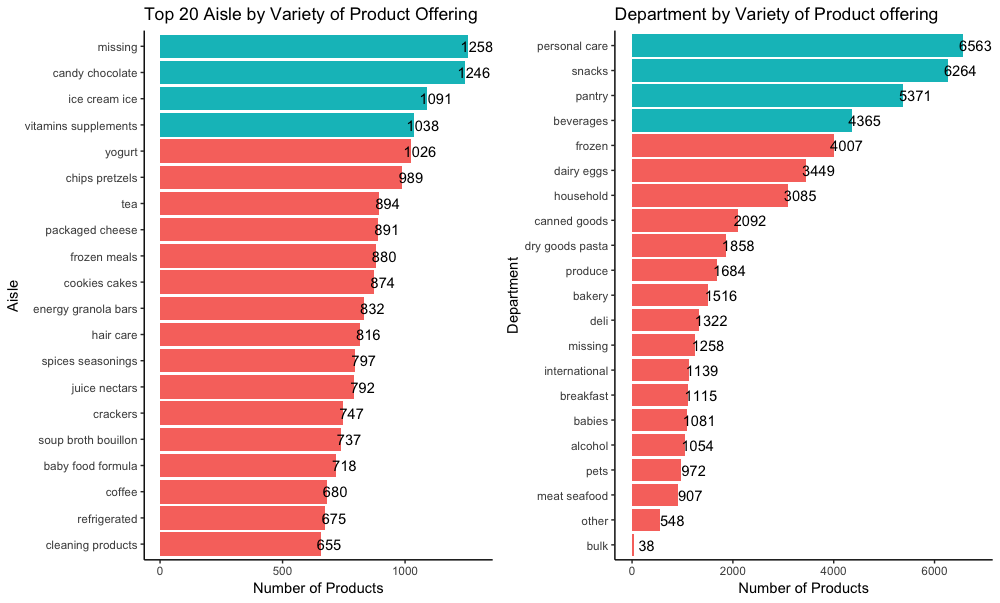 Top 20 Aisle by Variety of Product Offering
Aisle
missing 1258
candy chocolate 1246
ice cream ice 1091
vitamins supplements 1038
yogurt 1026
chips pretzels 989
tea 894
packaged cheese 891
frozen meals 880
cookies cakes 874
energy granola bars 832
hair care 816
spices seasonings 797
juice nectars 792
crackers 747
soup broth bouillon 737
baby food formula 718
coffee 680
refrigerated 675
cleaning products 655
0 500 1000
Number of Products
Department by Variety of Product offering
Department
personal care 6563
snacks 6264
pantry 5371
beverages 4365
frozen 4007
dairy eggs 3449
household 3085
canned goods 2092
dry goods pasta 1858
produce 1684
bakery 1516
deli 1322
missing 1258
international 1139
breakfast 1115
babies 1081
alcohol 1054
pets 972
meat seafood 907
other 548
bulk 38
0 2000 4000 6000
Number of Products